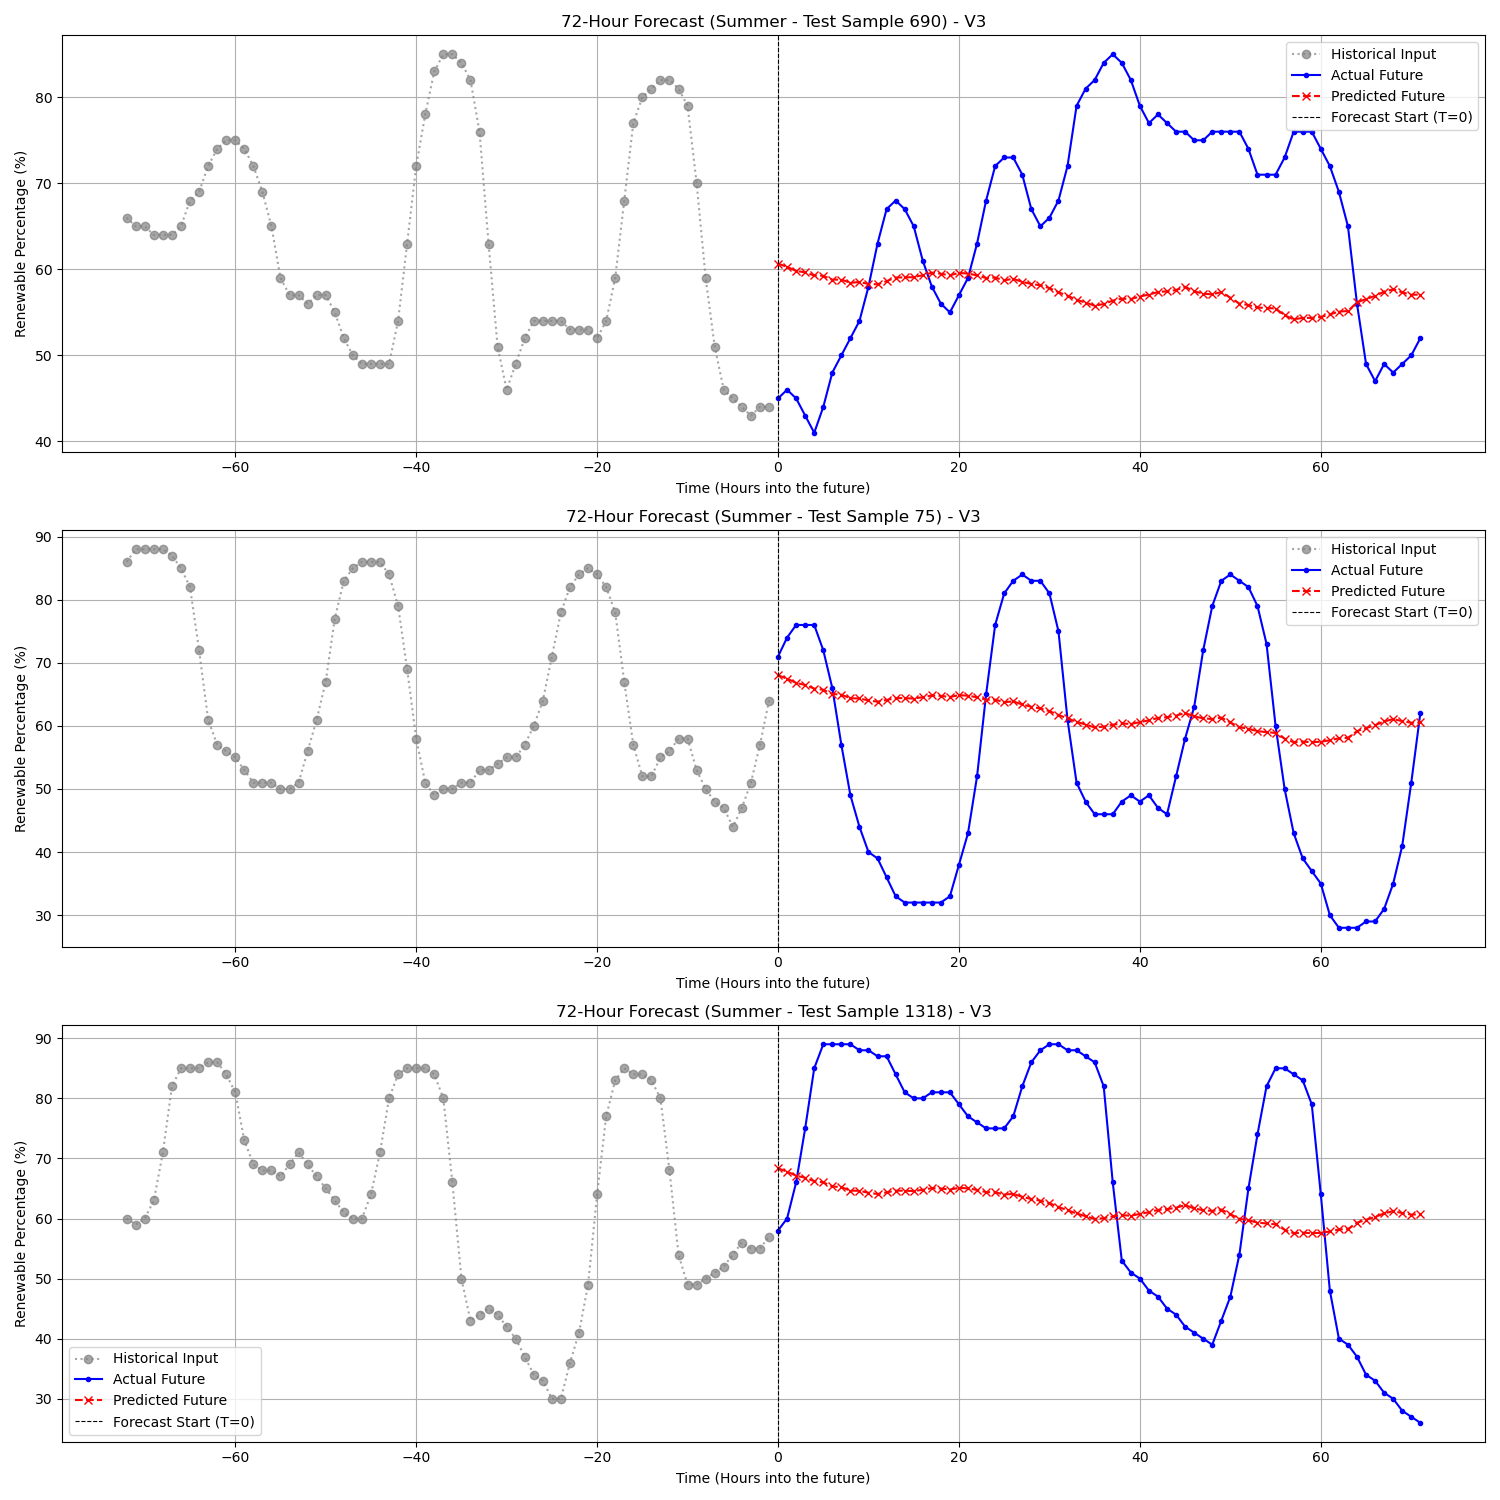 72-Hour Forecast (Summer - Test Sample 690) - V3
Renewable Percentage (%)
80
70
60
50
40
Historical Input
Actual Future
Predicted Future
Forecast Start (T=0)
−60 −40 −20 0 20 40 60
Time (Hours into the future)
72-Hour Forecast (Summer - Test Sample 75) - V3
Renewable Percentage (%)
90
80
70
60
50
40
30
Historical Input
Actual Future
Predicted Future
Forecast Start (T=0)
−60 −40 −20 0 20 40 60
Time (Hours into the future)
72-Hour Forecast (Summer - Test Sample 1318) - V3
Renewable Percentage (%)
90
80
70
60
50
40
30
Historical Input
Actual Future
Predicted Future
Forecast Start (T=0)
−60 −40 −20 0 20 40 60
Time (Hours into the future)